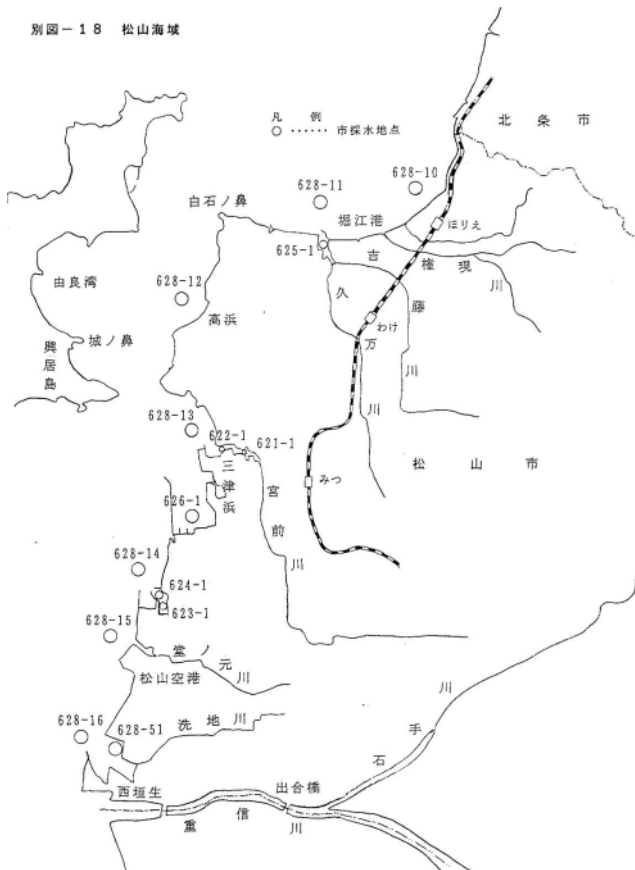 別図－18 松山海域
凡例
○ ‥‥‥ 市採水地点
北条市
628-10
628-11
白石ノ鼻
堀江港
ほりえ
625-1
吉藤川
権現川
久万川
由良湾
628-12
高浜
わけ
城ノ鼻
興居島
628-13
622-1
621-1
三津浜
宮前川
松山市
みつ
626-1
628-14
624-1
623-1
628-15
堂ノ元川
松山空港
石手川
628-16
628-51
洗地川
西垣生
出合橋
重信川